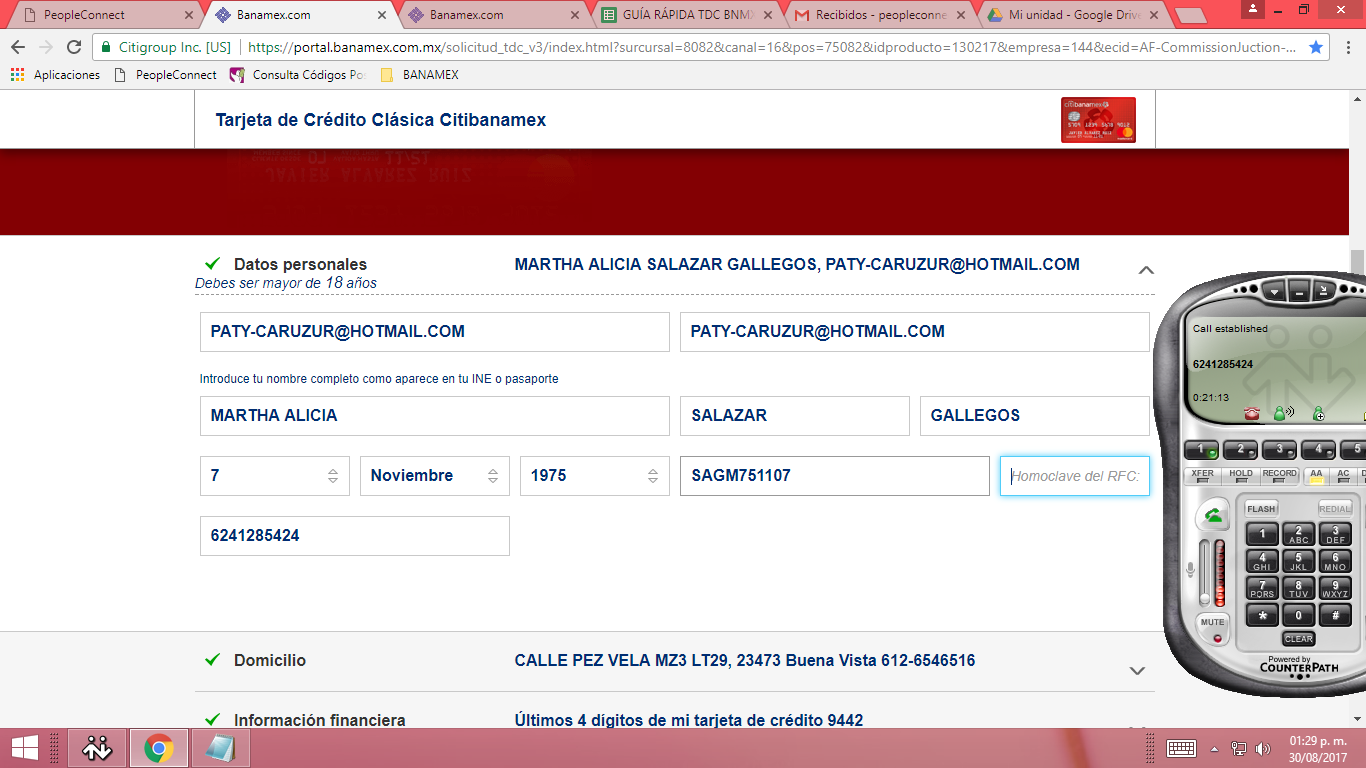 PeopleConnect
Banamex.com
Banamex.com
GUÍA RÁPIDA TDC BNMX
Recibidos - peopleconne
Mi unidad - Google Drive
Citigroup Inc. [US]
https://portal.banamex.com.mx/solicitud_tdc_v3/index.html?sursucal=8082&canal=16&pos=75082&idproducto=130217&empresa=144&ecid=AF-CommissionJuction-...
Aplicaciones
PeopleConnect
Consulta Códigos Po
BANAMEX
Tarjeta de Crédito Clásica Citibanamex
citibanamex
JAVIER ALVAREZ RUIZ
Datos personales
MARTHA ALICIA SALAZAR GALLEGOS, PATY-CARUZUR@HOTMAIL.COM
Debes ser mayor de 18 años
PATY-CARUZUR@HOTMAIL.COM
PATY-CARUZUR@HOTMAIL.COM
Introduce tu nombre completo como aparece en tu INE o pasaporte
MARTHA ALICIA
SALAZAR
GALLEGOS
7
Noviembre
1975
SAGM751107
Homoclave del RFC:
6241285424
Domicilio
CALLE PEZ VELA MZ3 LT29, 23473 Buena Vista 612-6546516
Información financiera
Últimos 4 dígitos de mi tarjeta de crédito 9442
Call established
6241285424
0:21:13
1 2 3 4 5
XFER HOLD RECORD AA AC
FLASH
REDIAL
1
2 ABC
3 DEF
4 GHI
5 JKL
6 MNO
7 PQRS
8 TUV
9 WXYZ
* 0 #
MUTE
CLEAR
Powered by
COUNTERPATH
01:29 p. m.
30/08/2017